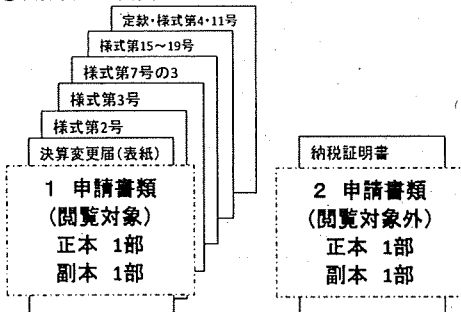 定款・様式第4・11号
様式第15～19号
様式第7号の3
様式第3号
様式第2号
決算変更届(表紙)
1 申請書類
(閲覧対象)
正本 1部
副本 1部
納税証明書
2 申請書類
(閲覧対象外)
正本 1部
副本 1部